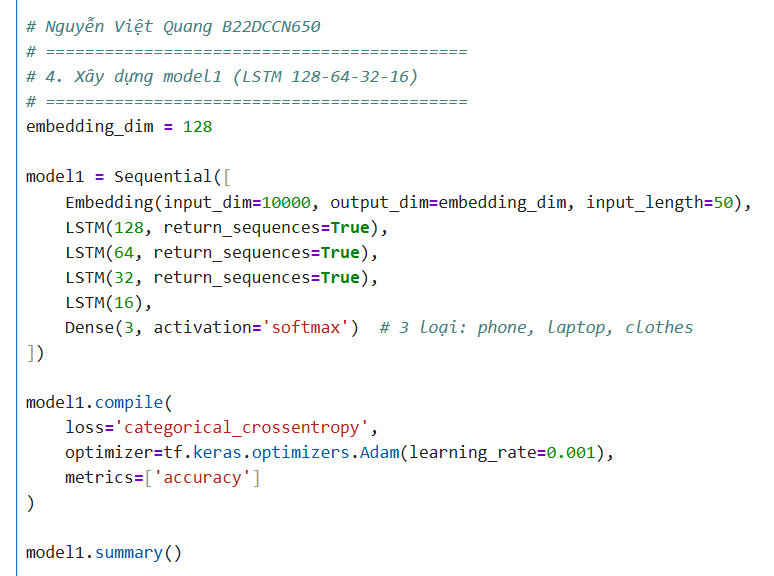 # Nguyễn Việt Quang B22DCCN650
# ===========================================
# 4. Xây dựng model1 (LSTM 128-64-32-16)
# ===========================================
embedding_dim = 128
model1 = Sequential([
    Embedding(input_dim=10000, output_dim=embedding_dim, input_length=50),
    LSTM(128, return_sequences=True),
    LSTM(64, return_sequences=True),
    LSTM(32, return_sequences=True),
    LSTM(16),
    Dense(3, activation='softmax')  # 3 loại: phone, laptop, clothes
])
model1.compile(
    loss='categorical_crossentropy',
    optimizer=tf.keras.optimizers.Adam(learning_rate=0.001),
    metrics=['accuracy']
)
model1.summary()